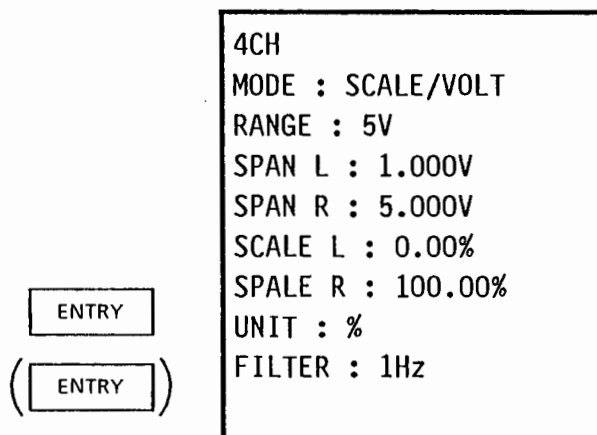 4CH
MODE : SCALE/VOLT
RANGE : 5V
SPAN L : 1.000V
SPAN R : 5.000V
SCALE L : 0.00%
SPALE R : 100.00%
UNIT : %
FILTER : 1Hz
ENTRY
(ENTRY)